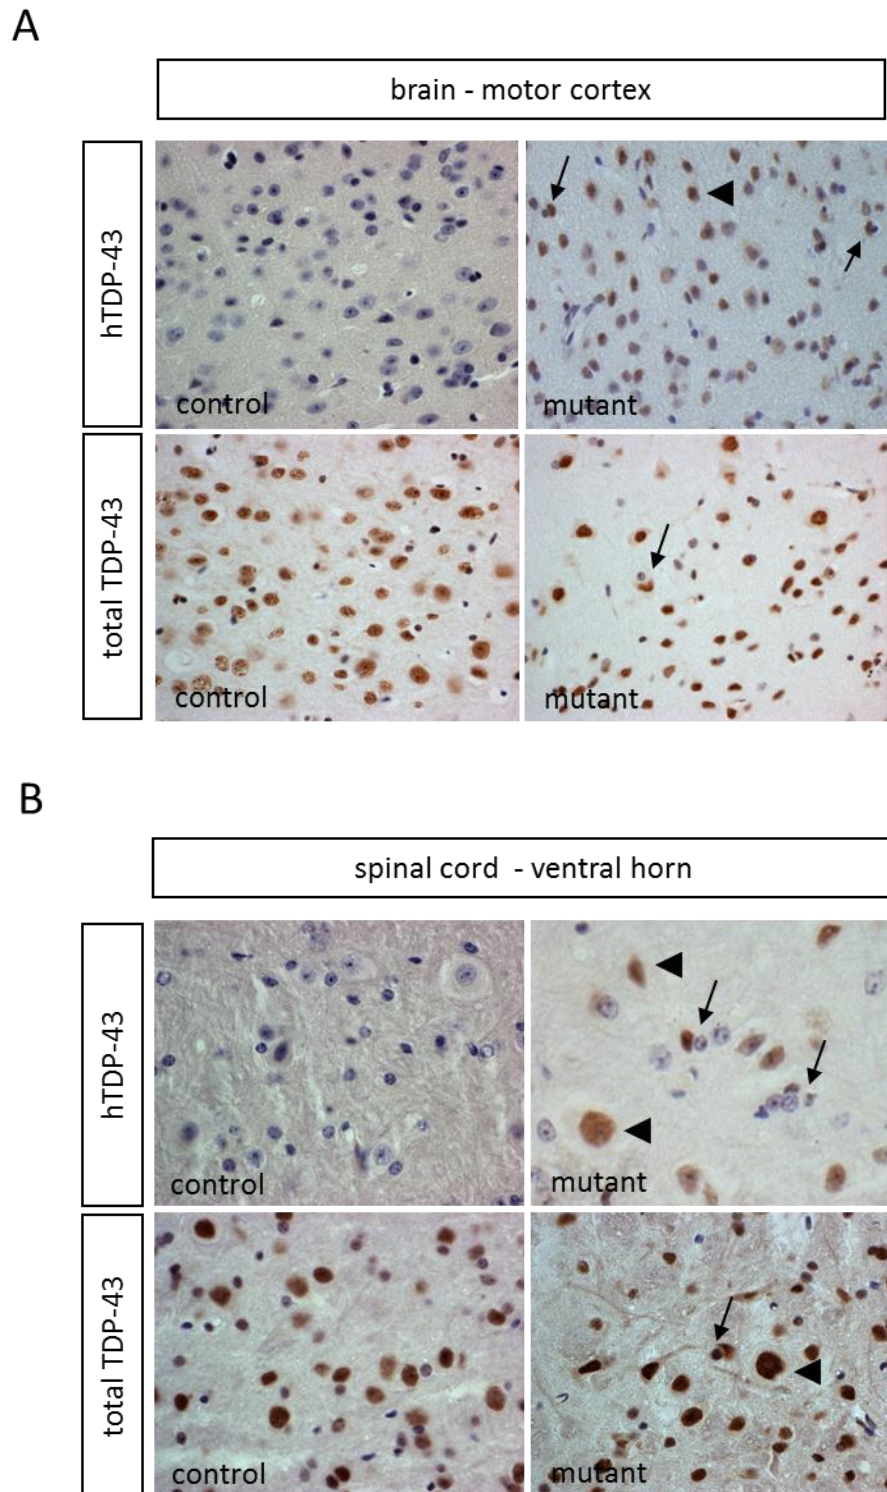 A
brain - motor cortex
hTDP-43
control
mutant
total TDP-43
control
mutant
B
spinal cord - ventral horn
hTDP-43
control
mutant
total TDP-43
control
mutant